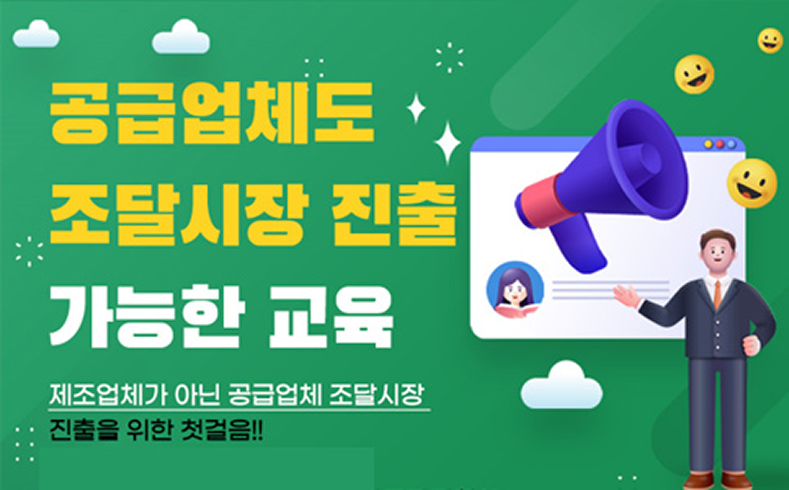 공급업체도
조달시장 진출
가능한 교육
제조업체가 아닌 공급업체 조달시장
진출을 위한 첫걸음!!